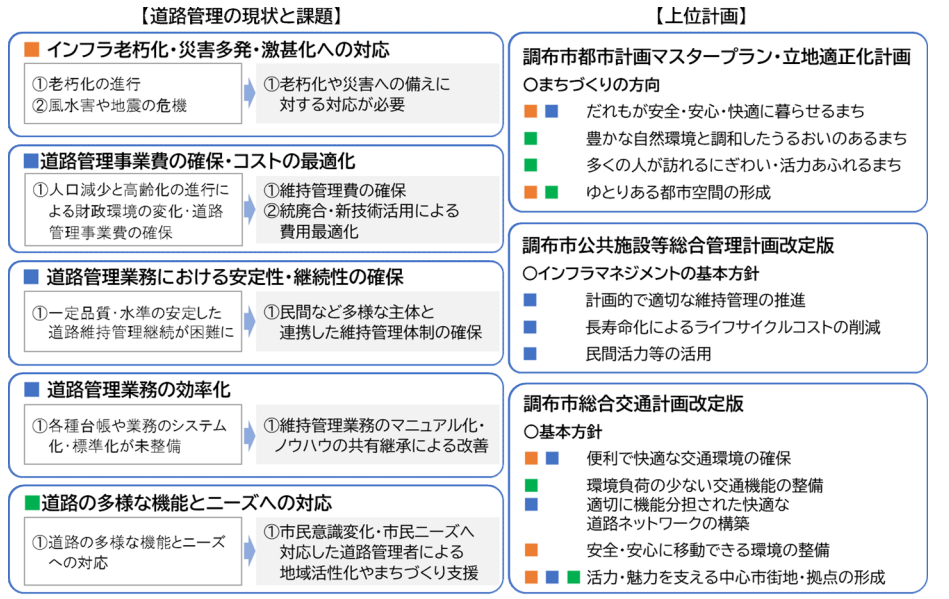 【道路管理の現状と課題】
■ インフラ老朽化・災害多発・激甚化への対応
①老朽化の進行
②風水害や地震の危機
①老朽化や災害への備えに
対する対応が必要
■道路管理事業費の確保・コストの最適化
①人口減少と高齢化の進行に
よる財政環境の変化・道路
管理事業費の確保
①維持管理費の確保
②統廃合・新技術活用による
費用最適化
■ 道路管理業務における安定性・継続性の確保
①一定品質・水準の安定した
道路維持管理継続が困難に
①民間など多様な主体と
連携した維持管理体制の確保
■ 道路管理業務の効率化
①各種台帳や業務のシステム
化・標準化が未整備
①維持管理業務のマニュアル化・
ノウハウの共有継承による改善
■道路の多様な機能とニーズへの対応
①道路の多様な機能とニーズ
への対応
①市民意識変化・市民ニーズへ
対応した道路管理者による
地域活性化やまちづくり支援
【上位計画】
調布市都市計画マスタープラン・立地適正化計画
○まちづくりの方向
■ ■ だれもが安全・安心・快適に暮らせるまち
■ 豊かな自然環境と調和したうるおいのあるまち
■ 多くの人が訪れるにぎわい・活力あふれるまち
■ ■ ゆとりある都市空間の形成
調布市公共施設等総合管理計画改定版
○インフラマネジメントの基本方針
■ 計画的で適切な維持管理の推進
■ 長寿命化によるライフサイクルコストの削減
■ 民間活力等の活用
調布市総合交通計画改定版
○基本方針
■ ■ 便利で快適な交通環境の確保
■ 環境負荷の少ない交通機能の整備
■ 適切に機能分担された快適な
道路ネットワークの構築
■ 安全・安心に移動できる環境の整備
■ ■ ■ 活力・魅力を支える中心市街地・拠点の形成